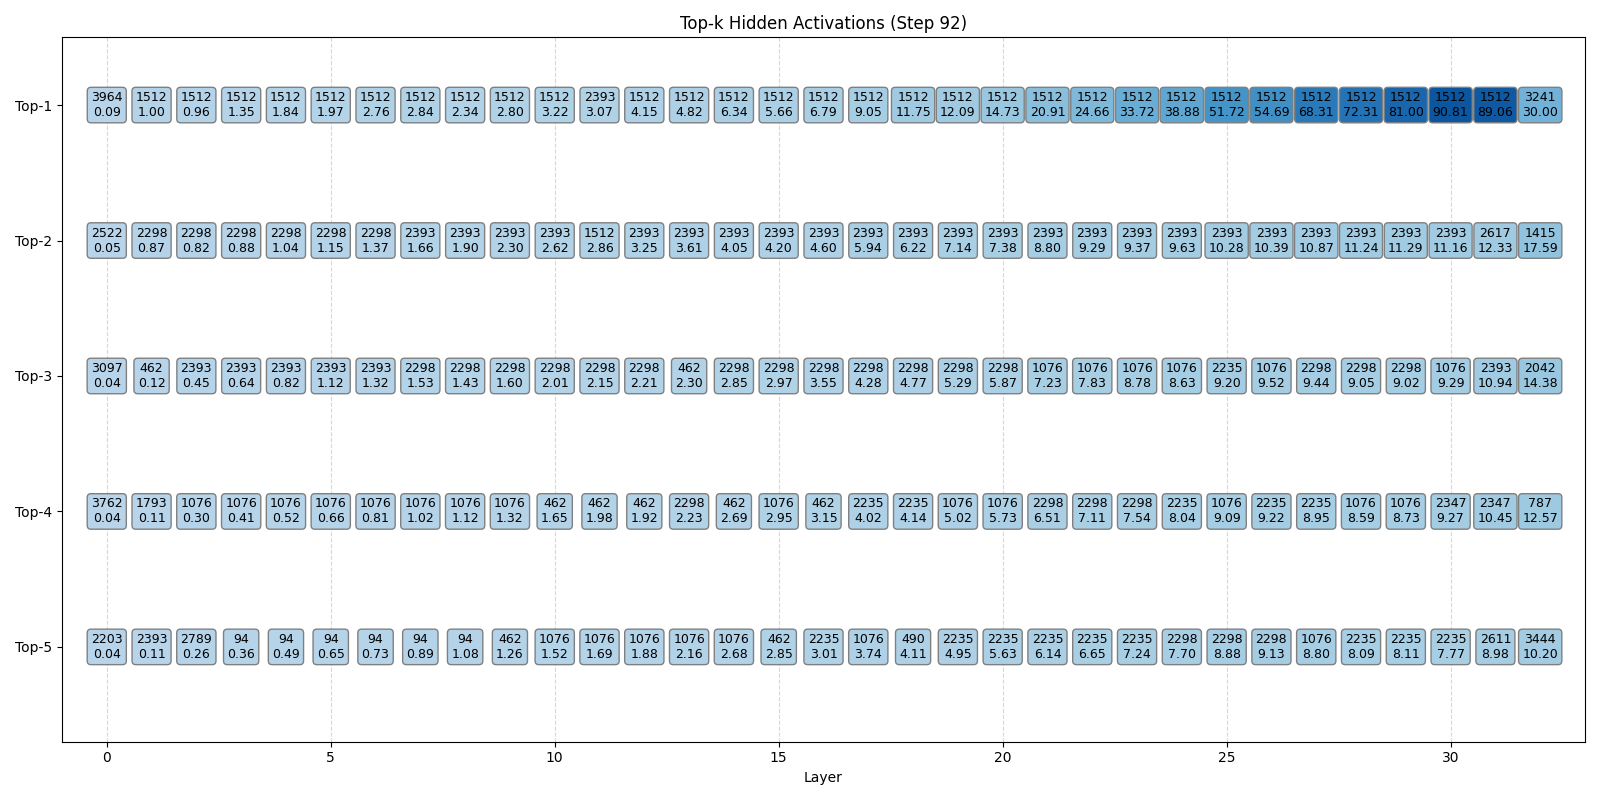 Top-k Hidden Activations (Step 92)
Top-1
3964 1512 1512 1512 1512 1512 1512 1512 1512 1512 1512 2393 1512 1512 1512 1512 1512 1512 1512 1512 1512 1512 1512 1512 1512 1512 1512 1512 1512 1512 1512 1512 3241
0.09 1.00 0.96 1.35 1.84 1.97 2.76 2.84 2.34 2.80 3.22 3.07 4.15 4.82 6.34 5.66 6.79 9.05 11.75 12.09 14.73 20.91 24.66 33.72 38.88 51.72 54.69 68.31 72.31 81.00 90.81 89.06 30.00
Top-2
2522 2298 2298 2298 2298 2298 2298 2393 2393 2393 2393 1512 2393 2393 2393 2393 2393 2393 2393 2393 2393 2393 2393 2393 2393 2393 2393 2393 2393 2393 2393 2617 1415
0.05 0.87 0.82 0.88 1.04 1.15 1.37 1.66 1.90 2.30 2.62 2.86 3.25 3.61 4.05 4.20 4.60 5.94 6.22 7.14 7.38 8.80 9.29 9.37 9.63 10.28 10.39 10.87 11.24 11.29 11.16 12.33 17.59
Top-3
3097 462 2393 2393 2393 2393 2393 2298 2298 2298 2298 2298 2298 462 2298 2298 2298 2298 2298 2298 2298 1076 1076 1076 1076 2235 1076 2298 2298 2298 1076 2393 2042
0.04 0.12 0.45 0.64 0.82 1.12 1.32 1.53 1.43 1.60 2.01 2.15 2.21 2.30 2.85 2.97 3.55 4.28 4.77 5.29 5.87 7.23 7.83 8.78 8.63 9.20 9.52 9.44 9.05 9.02 9.29 10.94 14.38
Top-4
3762 1793 1076 1076 1076 1076 1076 1076 1076 1076 462 462 462 2298 462 1076 462 2235 2235 1076 1076 2298 2298 2298 2235 1076 2235 2235 1076 1076 2347 2347 787
0.04 0.11 0.30 0.41 0.52 0.66 0.81 1.02 1.12 1.32 1.65 1.98 1.92 2.23 2.69 2.95 3.15 4.02 4.14 5.02 5.73 6.51 7.11 7.54 8.04 9.09 9.22 8.95 8.59 8.73 9.27 10.45 12.57
Top-5
2203 2393 2789 94 94 94 94 94 94 462 1076 1076 1076 1076 1076 462 2235 1076 490 2235 2235 2235 2235 2235 2298 2298 2298 1076 2235 2235 2235 2611 3444
0.04 0.11 0.26 0.36 0.49 0.65 0.73 0.89 1.08 1.26 1.52 1.69 1.88 2.16 2.68 2.85 3.01 3.74 4.11 4.95 5.63 6.14 6.65 7.24 7.70 8.88 9.13 8.80 8.09 8.11 7.77 8.98 10.20
0 5 10 15 20 25 30
Layer